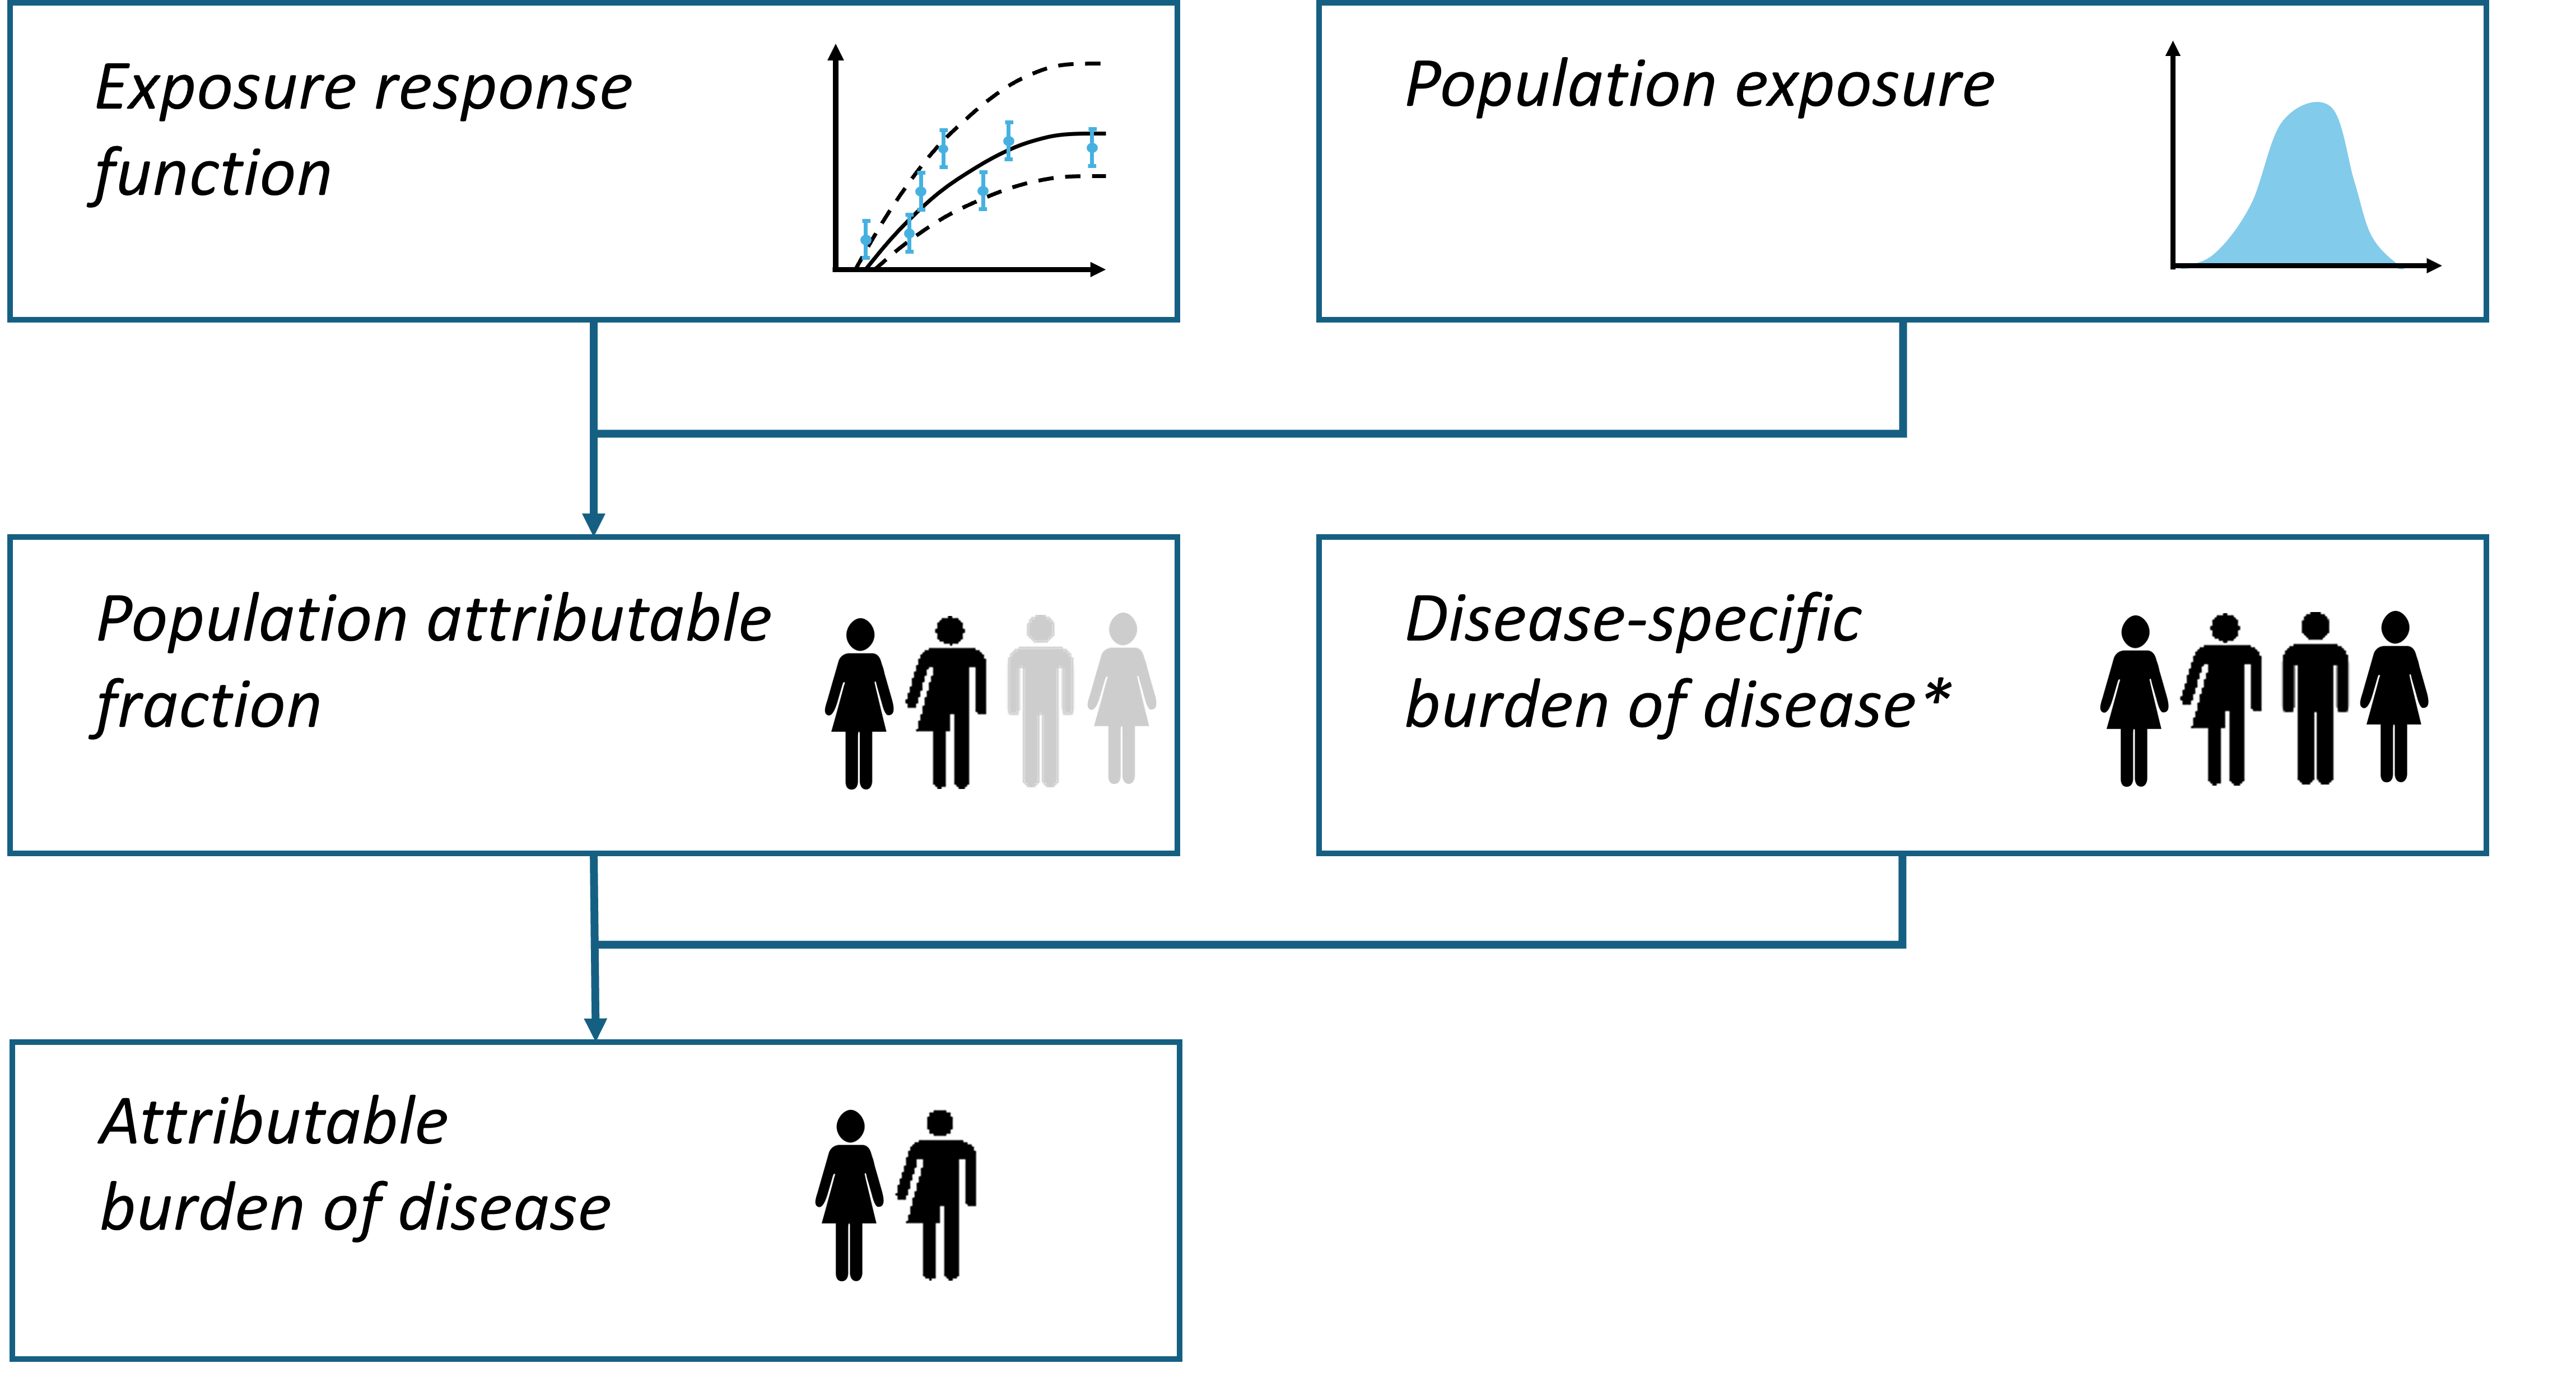 Exposure response
function
Population exposure
Population attributable
fraction
Disease-specific
burden of disease*
Attributable
burden of disease